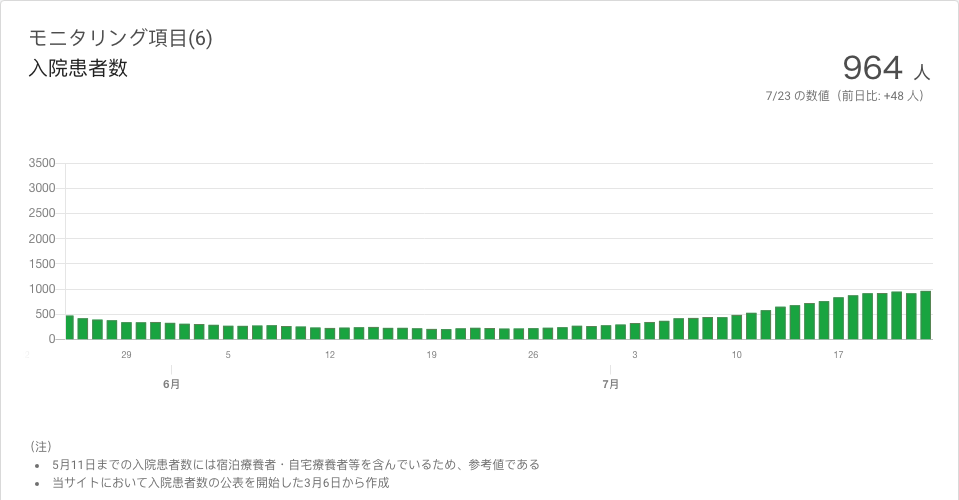 モニタリング項目(6)
入院患者数
964 人
7/23 の数値（前日比: +48 人）
3500
3000
2500
2000
1500
1000
500
0
29 5 12 19 26 3 10 17
6月 7月
（注）
• 5月11日までの入院患者数には宿泊療養者・自宅療養者等を含んでいるため、参考値である
• 当サイトにおいて入院患者数の公表を開始した3月6日から作成